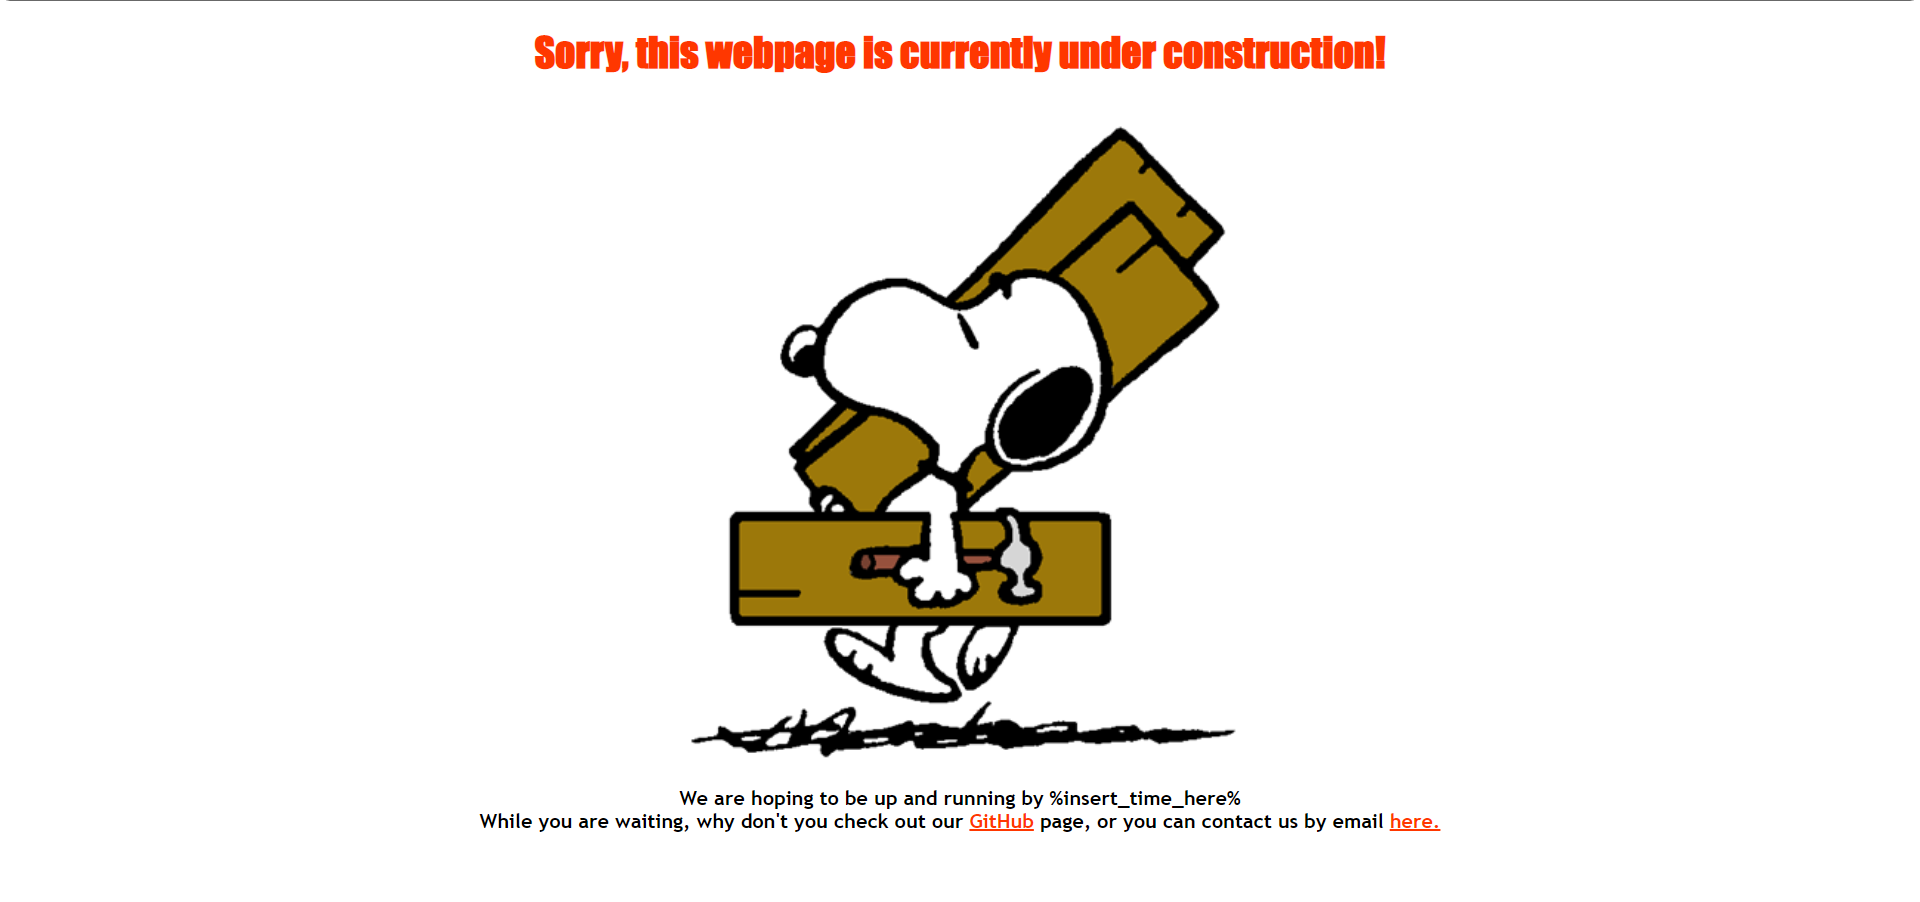 Sorry, this webpage is currently under construction!
We are hoping to be up and running by %insert_time_here%
While you are waiting, why don't you check out our GitHub page, or you can contact us by email here.